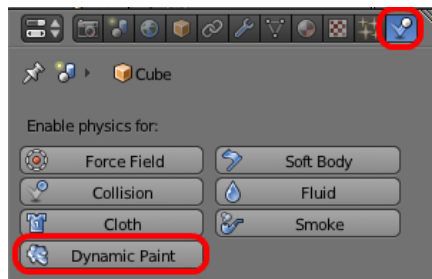 Cube
Enable physics for:
Force Field Soft Body
Collision Fluid
Cloth Smoke
Dynamic Paint